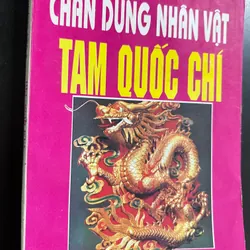 CHÂN DUNG NHÂN VẬT
TAM QUỐC CHÍ